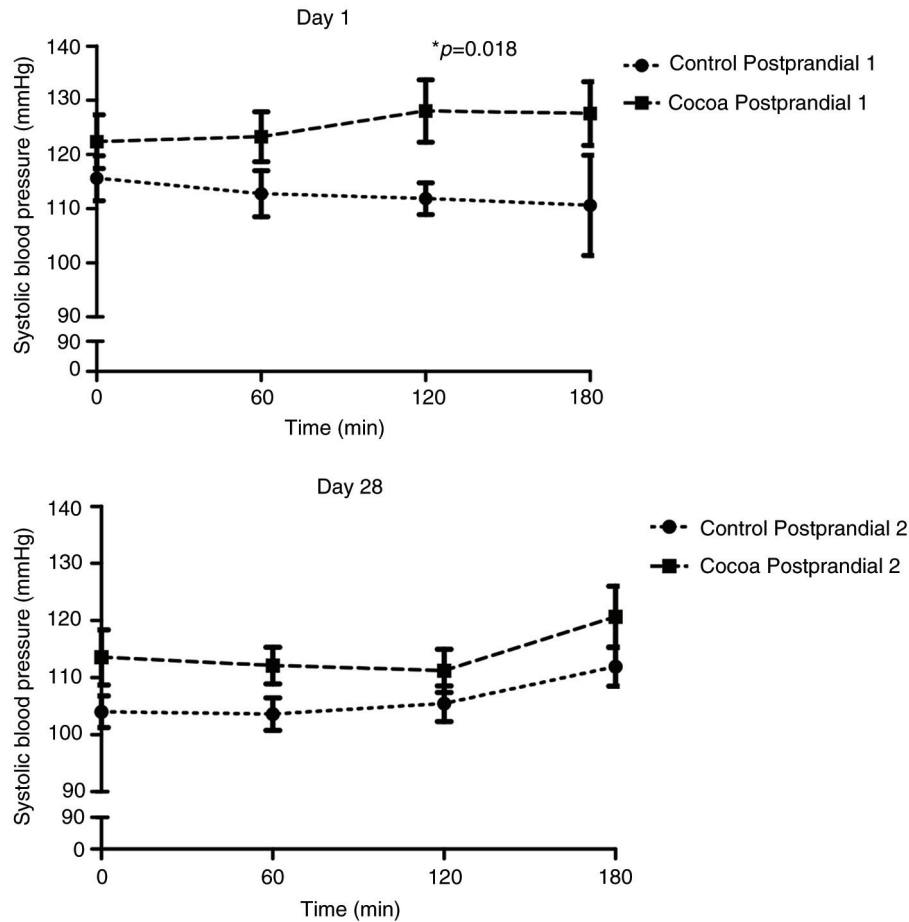 Day 1
*p=0.018
Control Postprandial 1
Cocoa Postprandial 1
Systolic blood pressure (mmHg)
140
130
120
110
100
90
90
0
0 60 120 180
Time (min)
Day 28
Control Postprandial 2
Cocoa Postprandial 2
Systolic blood pressure (mmHg)
140
130
120
110
100
90
90
0
0 60 120 180
Time (min)